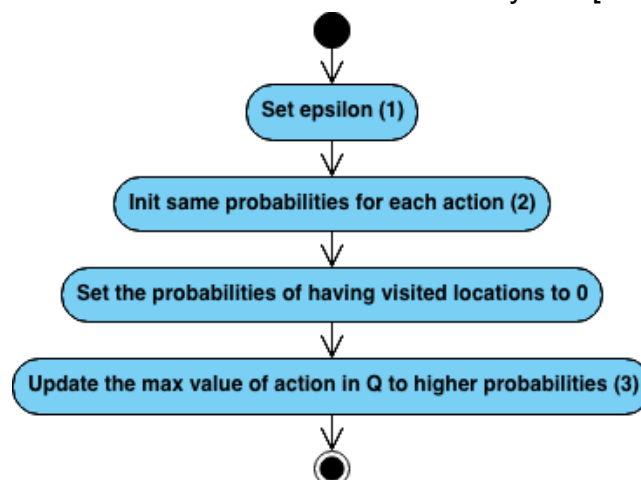 Set epsilon (1)
Init same probabilities for each action (2)
Set the probabilities of having visited locations to 0
Update the max value of action in Q to higher probabilities (3)